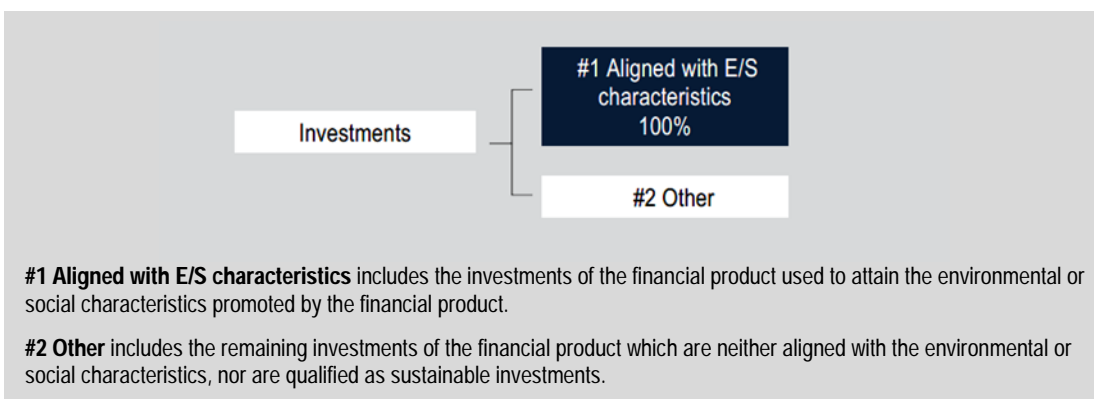 #1 Aligned with E/S
characteristics
100%
Investments
#2 Other
#1 Aligned with E/S characteristics includes the investments of the financial product used to attain the environmental or
social characteristics promoted by the financial product.
#2 Other includes the remaining investments of the financial product which are neither aligned with the environmental or
social characteristics, nor are qualified as sustainable investments.